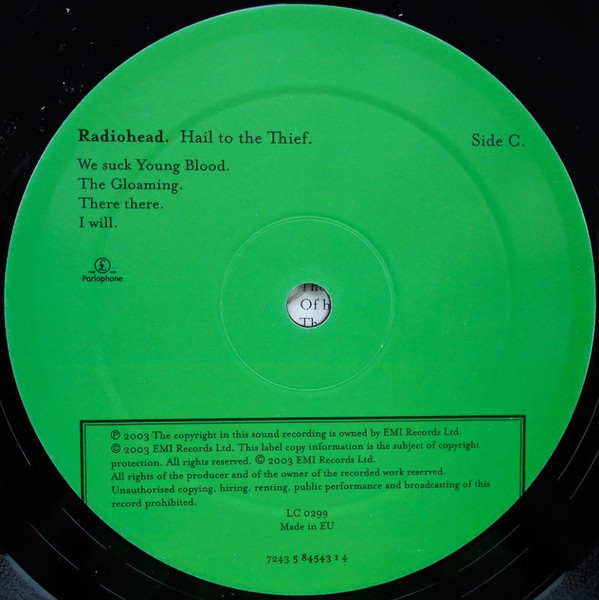 Radiohead. Hail to the Thief. Side C.
We suck Young Blood.
The Gloaming.
There there.
I will.
£
Parlophone
Of h
℗ 2003 The copyright in this sound recording is owned by EMI Records Ltd.
© 2003 EMI Records Ltd. This label copy information is the subject of copyright
protection. All rights reserved. © 2003 EMI Records Ltd.
All rights of the producer and of the owner of the recorded work reserved.
Unauthorised copying, hiring, renting, public performance and broadcasting of this
record prohibited.
LC 0299
Made in EU
7243 5 84543 1 4